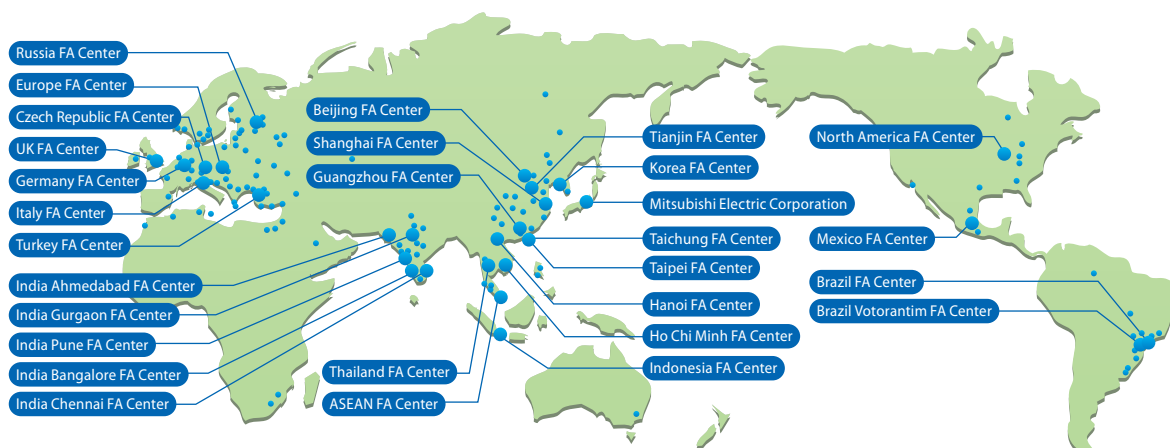 Russia FA Center
Europe FA Center
Czech Republic FA Center
UK FA Center
Germany FA Center
Italy FA Center
Turkey FA Center
India Ahmedabad FA Center
India Gurgaon FA Center
India Pune FA Center
India Bangalore FA Center
India Chennai FA Center
Beijing FA Center
Shanghai FA Center
Guangzhou FA Center
Thailand FA Center
ASEAN FA Center
Tianjin FA Center
Korea FA Center
Mitsubishi Electric Corporation
Taichung FA Center
Taipei FA Center
Hanoi FA Center
Ho Chi Minh FA Center
Indonesia FA Center
North America FA Center
Mexico FA Center
Brazil FA Center
Brazil Votorantim FA Center